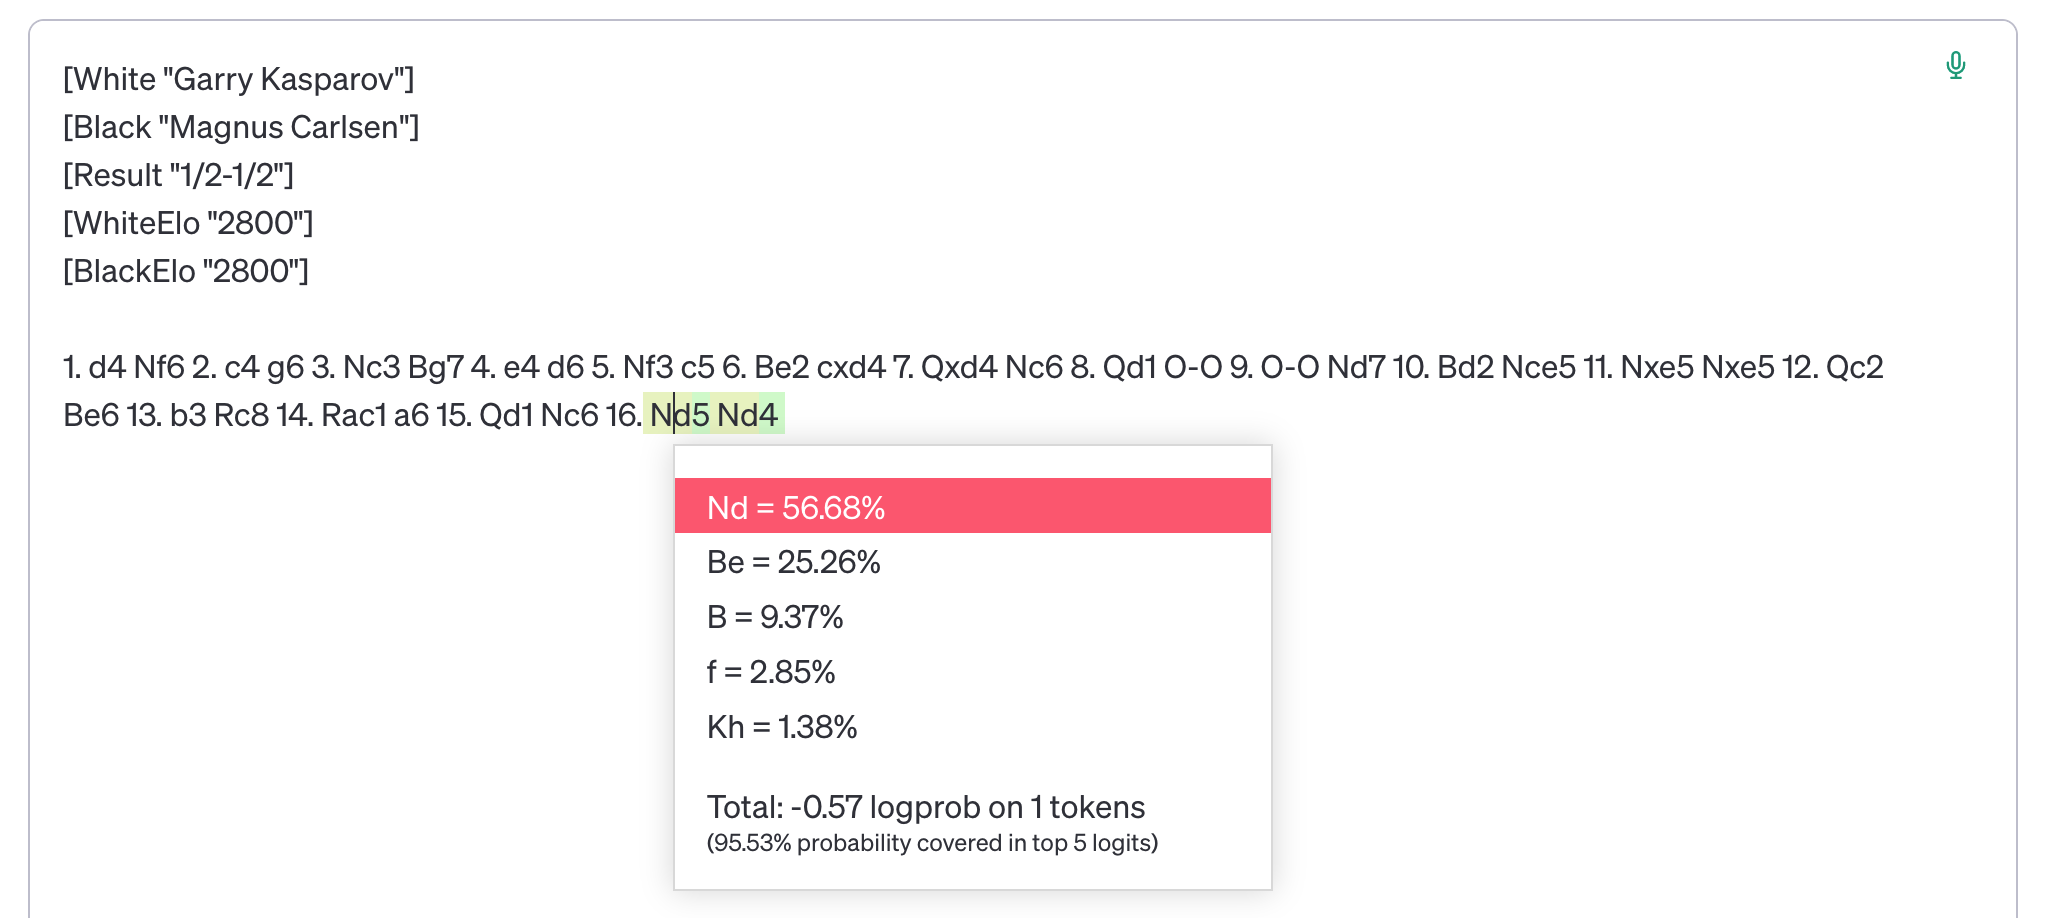 [White "Garry Kasparov"]
[Black "Magnus Carlsen"]
[Result "1/2-1/2"]
[WhiteElo "2800"]
[BlackElo "2800"]
1. d4 Nf6 2. c4 g6 3. Nc3 Bg7 4. e4 d6 5. Nf3 c5 6. Be2 cxd4 7. Qxd4 Nc6 8. Qd1 O-O 9. O-O Nd7 10. Bd2 Nce5 11. Nxe5 Nxe5 12. Qc2
Be6 13. b3 Rc8 14. Rac1 a6 15. Qd1 Nc6 16. Nd5 Nd4
Nd = 56.68%
Be = 25.26%
B = 9.37%
f = 2.85%
Kh = 1.38%
Total: -0.57 logprob on 1 tokens
(95.53% probability covered in top 5 logits)